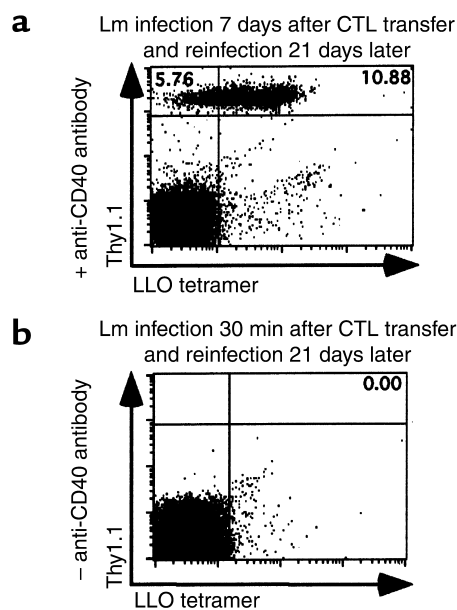 a
Lm infection 7 days after CTL transfer
and reinfection 21 days later
5.76
10.88
+ anti-CD40 antibody
Thy1.1
LLO tetramer
b
Lm infection 30 min after CTL transfer
and reinfection 21 days later
0.00
– anti-CD40 antibody
Thy1.1
LLO tetramer